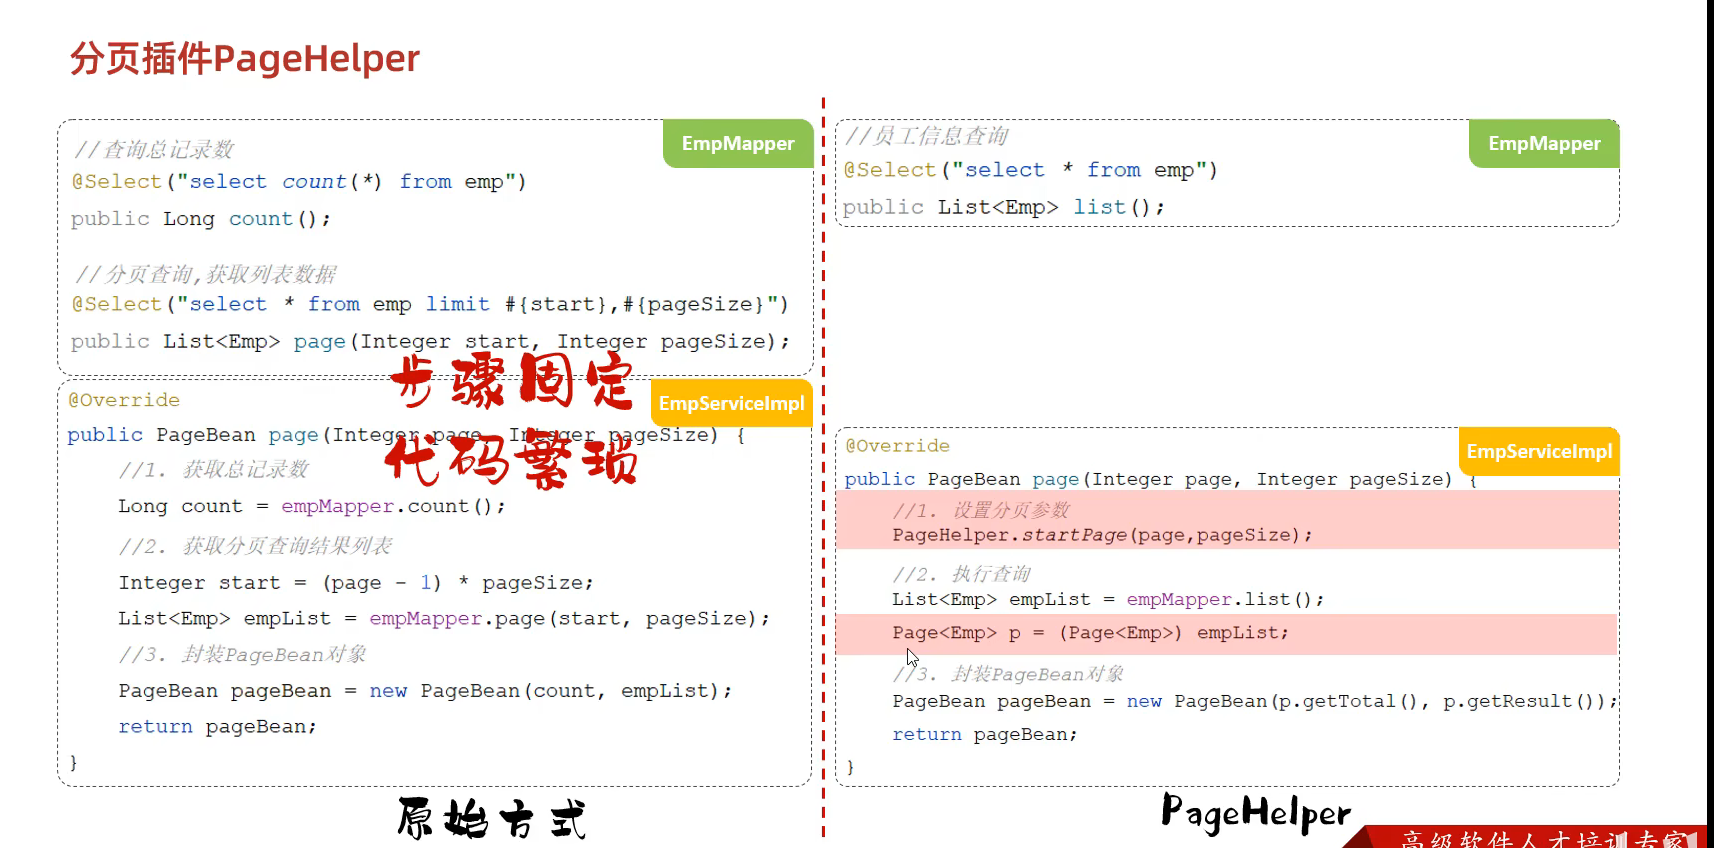 分页插件PageHelper
EmpMapper
//查询总记录数
@Select("select count(*) from emp")
public Long count();
//分页查询,获取列表数据
@Select("select * from emp limit #{start},#{pageSize}")
public List<Emp> page(Integer start, Integer pageSize);
步骤固定
代码繁琐
EmpServiceImpl
@Override
public PageBean page(Integer page, Integer pageSize) {
//1. 获取总记录数
Long count = empMapper.count();
//2. 获取分页查询结果列表
Integer start = (page - 1) * pageSize;
List<Emp> empList = empMapper.page(start, pageSize);
//3. 封装PageBean对象
PageBean pageBean = new PageBean(count, empList);
return pageBean;
}
原始方式
EmpMapper
//员工信息查询
@Select("select * from emp")
public List<Emp> list();
EmpServiceImpl
@Override
public PageBean page(Integer page, Integer pageSize) {
//1. 设置分页参数
PageHelper.startPage(page,pageSize);
//2. 执行查询
List<Emp> empList = empMapper.list();
Page<Emp> p = (Page<Emp>) empList;
//3. 封装PageBean对象
PageBean pageBean = new PageBean(p.getTotal(), p.getResult());
return pageBean;
}
PageHelper
高级软件人才培训专家